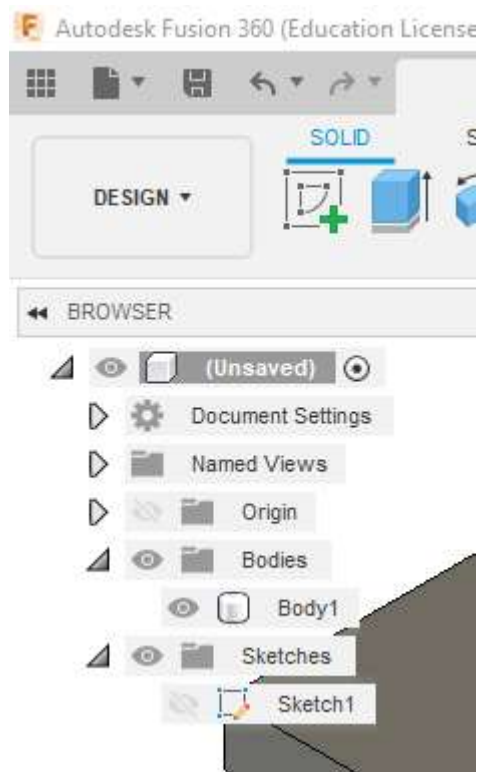 Autodesk Fusion 360 (Education License
SOLID
S
DESIGN
BROWSER
(Unsaved)
Document Settings
Named Views
Origin
Bodies
Body1
Sketches
Sketch1